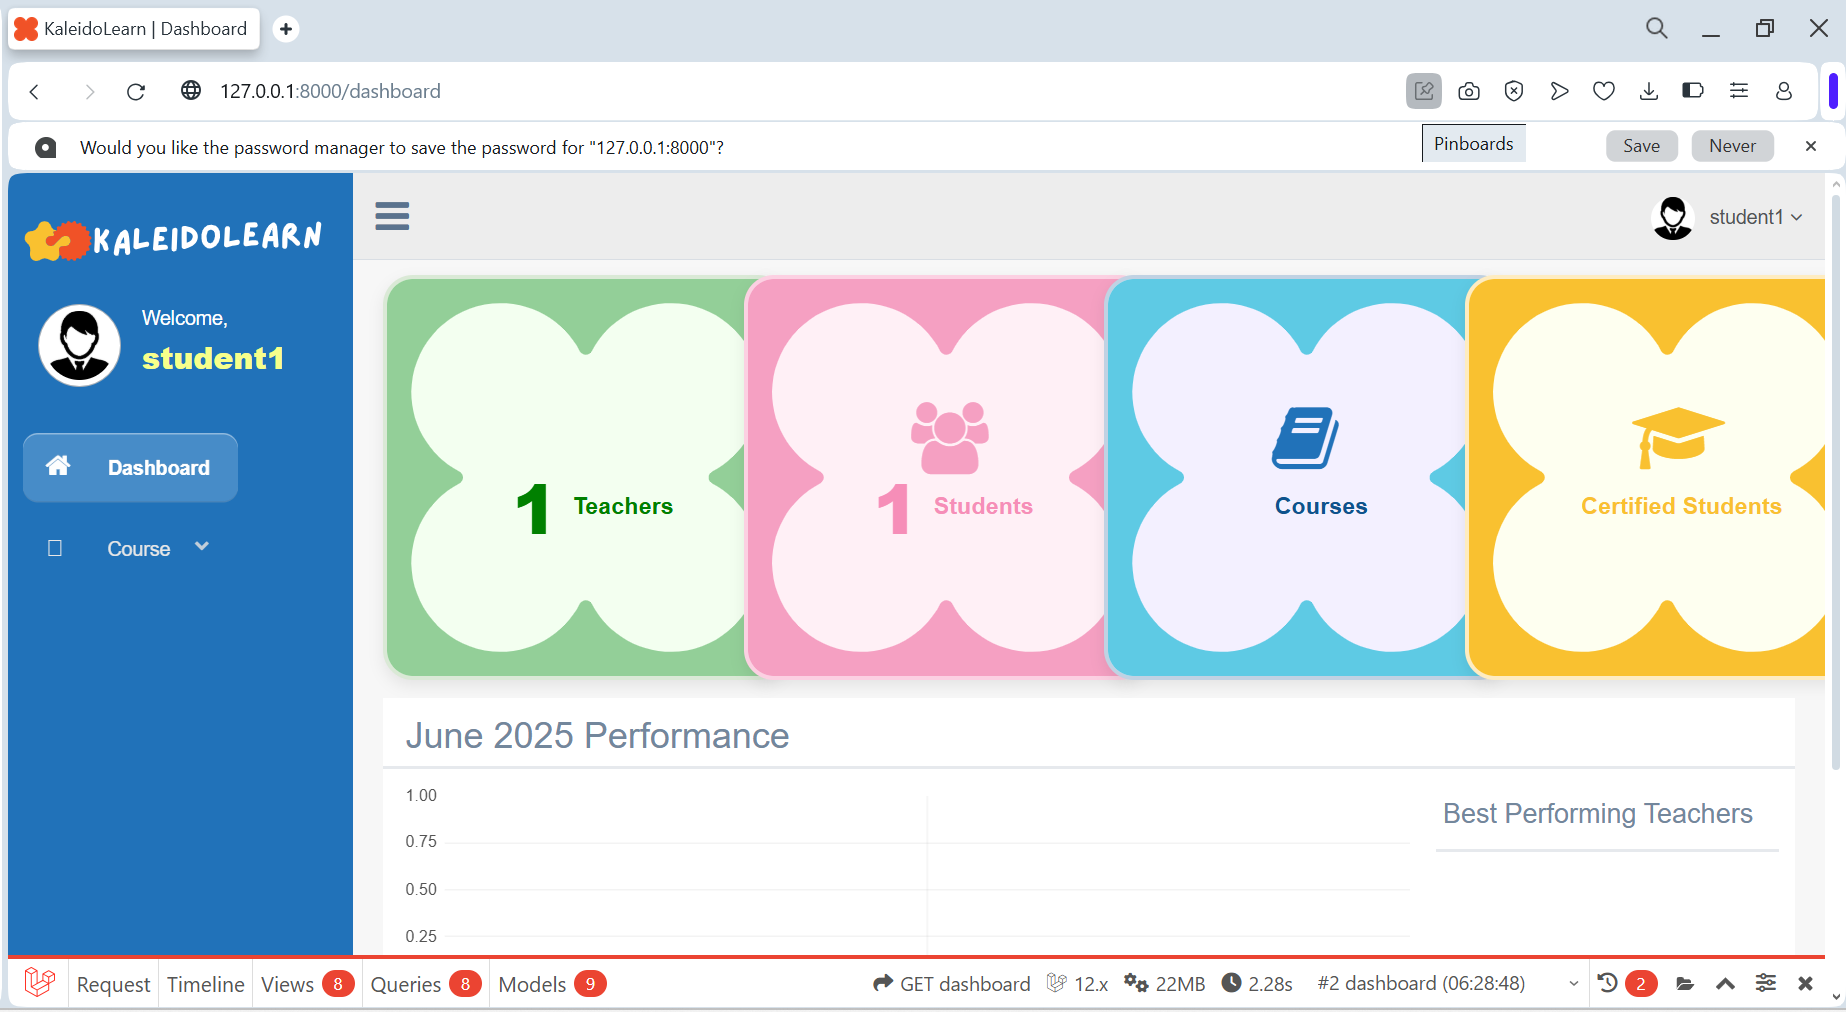 KaleidoLearn | Dashboard
127.0.0.1:8000/dashboard
Would you like the password manager to save the password for "127.0.0.1:8000"?
Pinboards
Save
Never
KALEIDOLEARN
student1
Welcome,
student1
Dashboard
Course
1 Teachers
1 Students
Courses
Certified Students
June 2025 Performance
1.00
0.75
0.50
0.25
Best Performing Teachers
Request
Timeline
Views 8
Queries 8
Models 9
GET dashboard
12.x
22MB
2.28s
#2 dashboard (06:28:48)
2